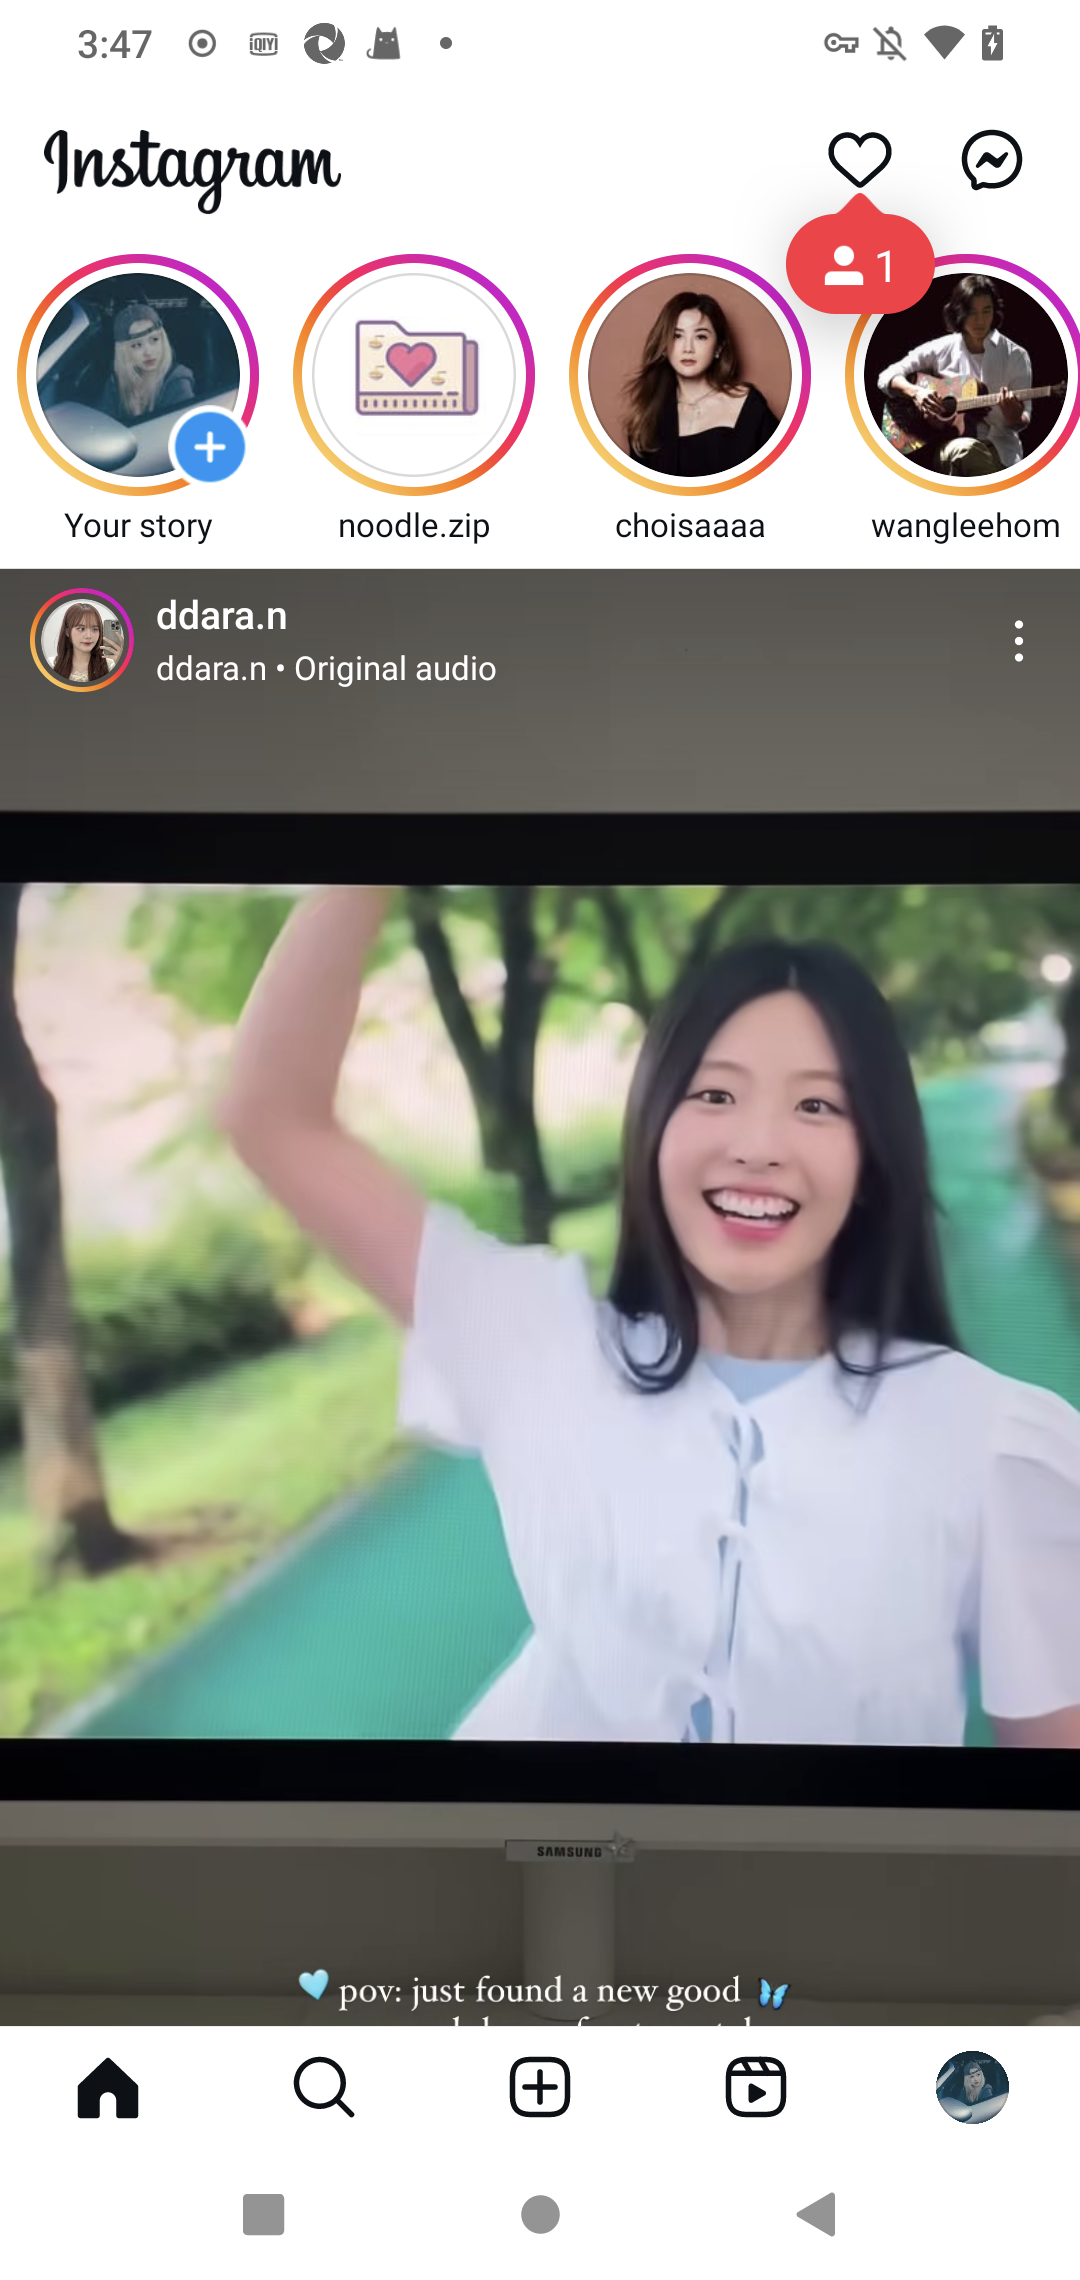 3:47
iQIYI
Instagram
1
Your story
noodle.zip
choisaaaa
wangleehom
ddara.n
ddara.n • Original audio
SAMSUNG
🩵 pov: just found a new good 🦋